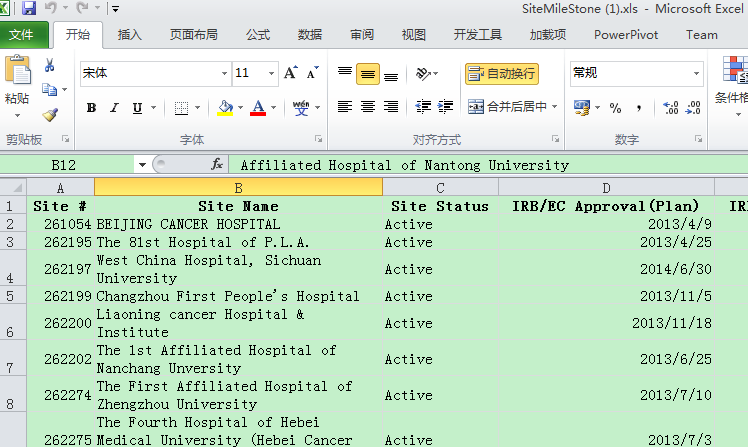 SiteMileStone (1).xls - Microsoft Excel
文件 开始 插入 页面布局 公式 数据 审阅 视图 开发工具 加载项 PowerPivot Team
粘贴 宋体 11 A A 自动换行 常规
B I U A wén 文 合并后居中 % , 条件格
剪贴板 字体 对齐方式 数字
B12 fx Affiliated Hospital of Nantong University
A B C D
1 Site # Site Name Site Status IRB/EC Approval(Plan)
2 261054 BEIJING CANCER HOSPITAL Active 2013/4/9
3 262195 The 81st Hospital of P.L.A. Active 2013/4/25
West China Hospital, Sichuan
4 262197 University Active 2014/6/30
5 262199 Changzhou First People's Hospital Active 2013/11/5
Liaoning cancer Hospital &
6 262200 Institute Active 2013/11/18
The 1st Affiliated Hospital of
7 262202 Nanchang Unversity Active 2013/6/25
The First Affiliated Hospital of
8 262274 Zhengzhou University Active 2013/7/10
The Fourth Hospital of Hebei
262275 Medical University (Hebei Cancer Active 2013/7/3